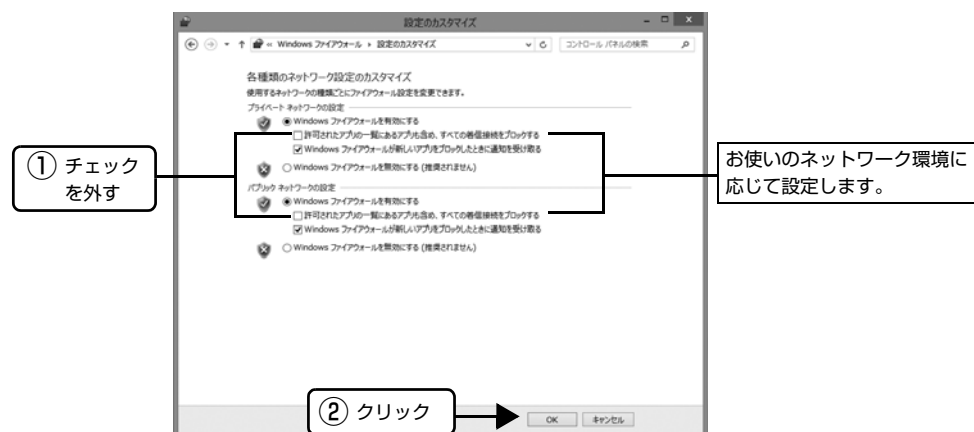 設定のカスタマイズ
« Windows ファイアウォール ▸ 設定のカスタマイズ
コントロール パネルの検索
各種類のネットワーク設定のカスタマイズ
使用するネットワークの種類ごとにファイアウォール設定を変更できます。
プライベート ネットワークの設定
Windows ファイアウォールを有効にする
許可されたアプリの一覧にあるアプリも含め、すべての着信接続をブロックする
Windows ファイアウォールが新しいアプリをブロックしたときに通知を受け取る
Windows ファイアウォールを無効にする (推奨されません)
パブリック ネットワークの設定
Windows ファイアウォールを有効にする
許可されたアプリの一覧にあるアプリも含め、すべての着信接続をブロックする
Windows ファイアウォールが新しいアプリをブロックしたときに通知を受け取る
Windows ファイアウォールを無効にする (推奨されません)
① チェック
を外す
お使いのネットワーク環境に
応じて設定します。
② クリック
OK
キャンセル